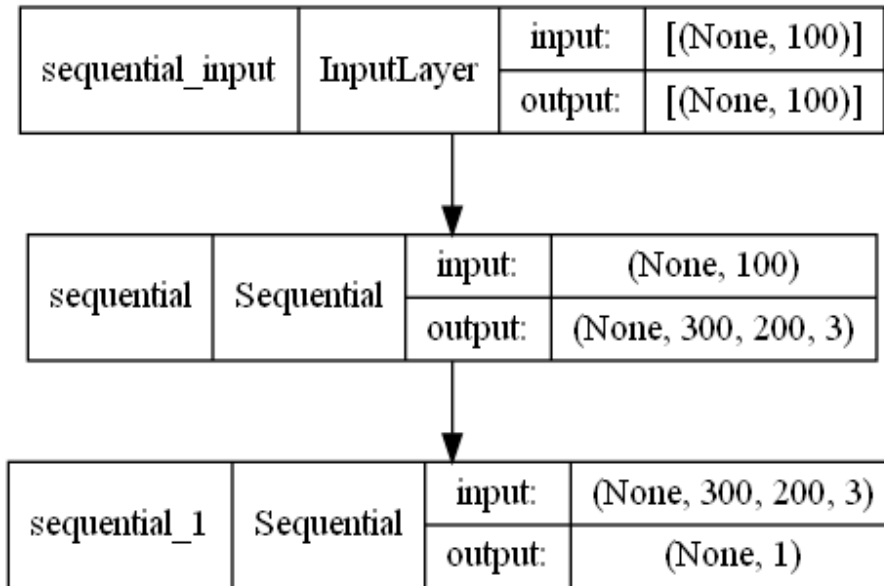 sequential_input InputLayer input: [(None, 100)]
output: [(None, 100)]
sequential Sequential input: (None, 100)
output: (None, 300, 200, 3)
sequential_1 Sequential input: (None, 300, 200, 3)
output: (None, 1)